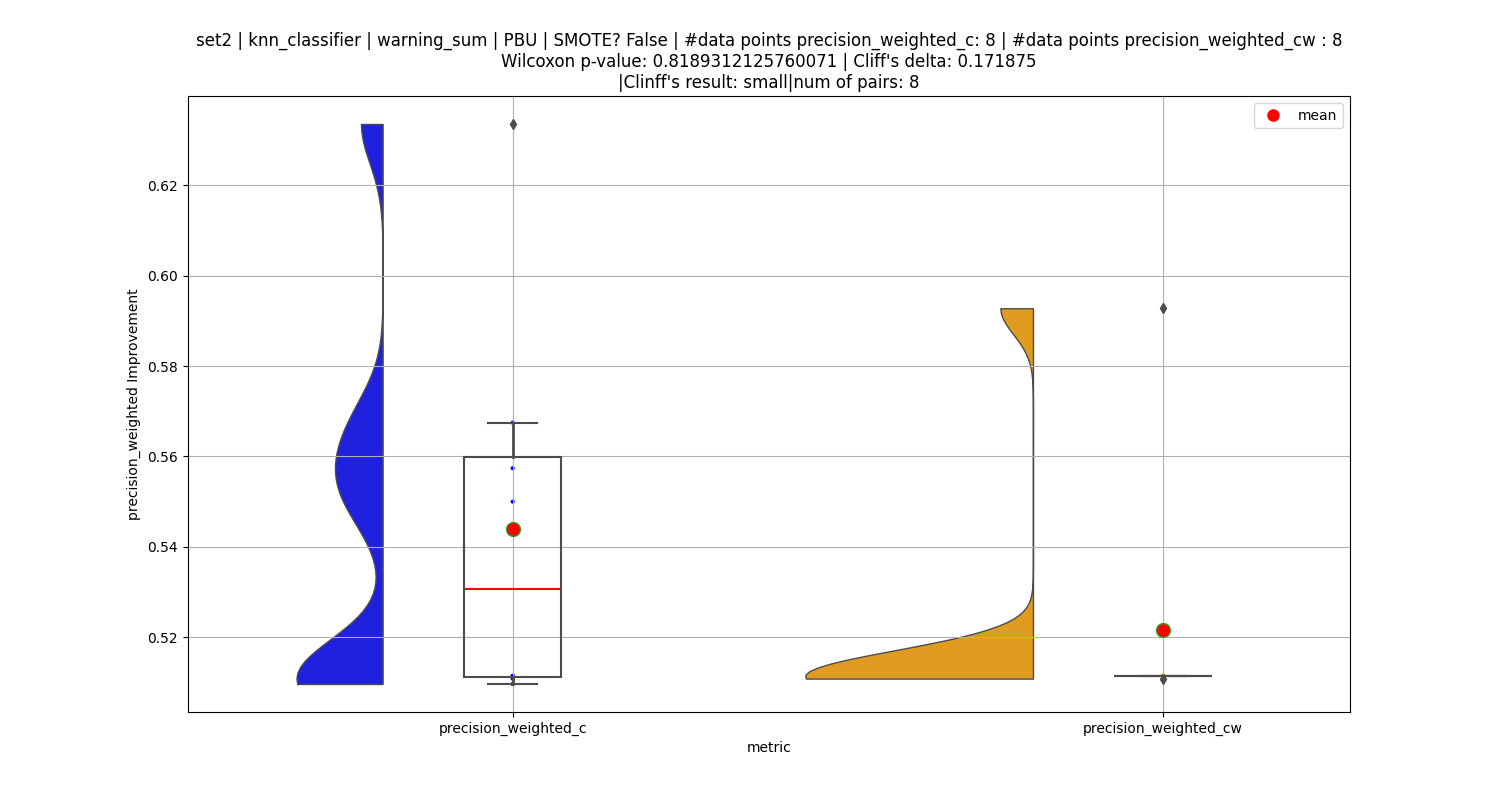 set2 | knn_classifier | warning_sum | PBU | SMOTE? False | #data points precision_weighted_c: 8 | #data points precision_weighted_cw : 8
Wilcoxon p-value: 0.8189312125760071 | Cliff's delta: 0.171875
|Clinff's result: small|num of pairs: 8
mean
0.62
0.60
0.58
0.56
0.54
0.52
precision_weighted Improvement
precision_weighted_c
precision_weighted_cw
metric